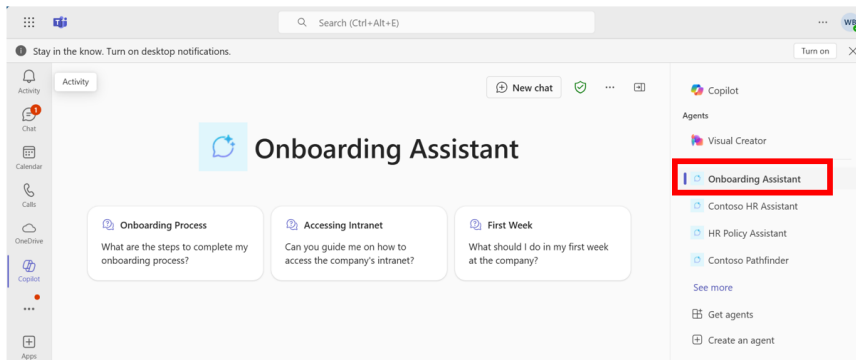 Search (Ctrl+Alt+E)
WB
Stay in the know. Turn on desktop notifications.
Turn on
Activity
Activity
1
Chat
Calendar
Calls
OneDrive
Copilot
Apps
New chat
Onboarding Assistant
Onboarding Process
What are the steps to complete my
onboarding process?
Accessing Intranet
Can you guide me on how to
access the company's intranet?
First Week
What should I do in my first week
at the company?
Copilot
Agents
Visual Creator
Onboarding Assistant
Contoso HR Assistant
HR Policy Assistant
Contoso Pathfinder
See more
Get agents
Create an agent